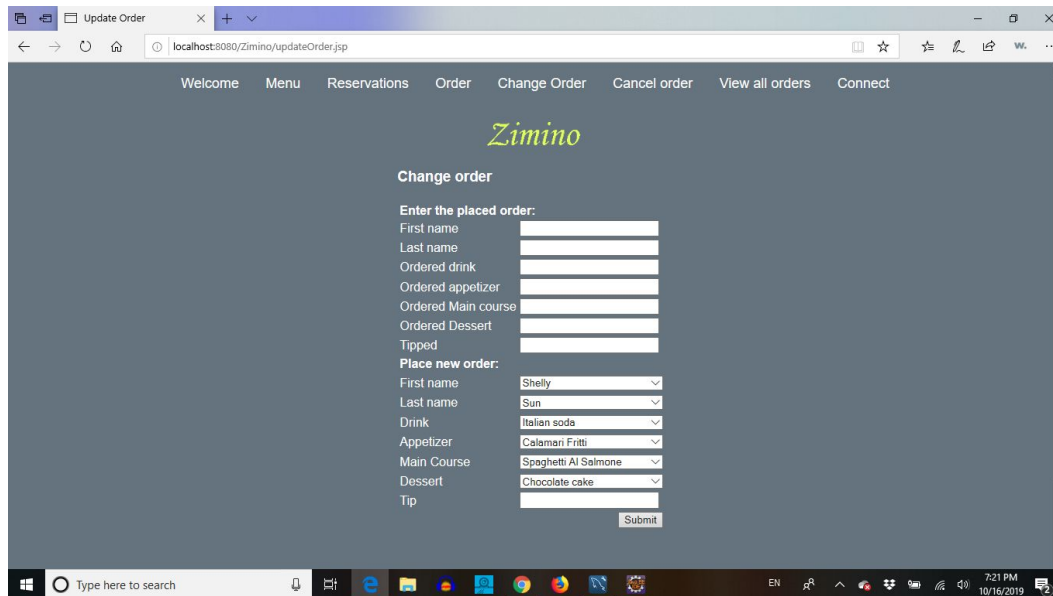 Update Order
localhost:8080/Zimino/updateOrder.jsp
W.
Welcome Menu Reservations Order Change Order Cancel order View all orders Connect
Zimino
Change order
Enter the placed order:
First name
Last name
Ordered drink
Ordered appetizer
Ordered Main course
Ordered Dessert
Tipped
Place new order:
First name Shelly
Last name Sun
Drink Italian soda
Appetizer Calamari Fritti
Main Course Spaghetti Al Salmone
Dessert Chocolate cake
Tip
Submit
Type here to search
EN
7:21 PM
10/16/2019
2